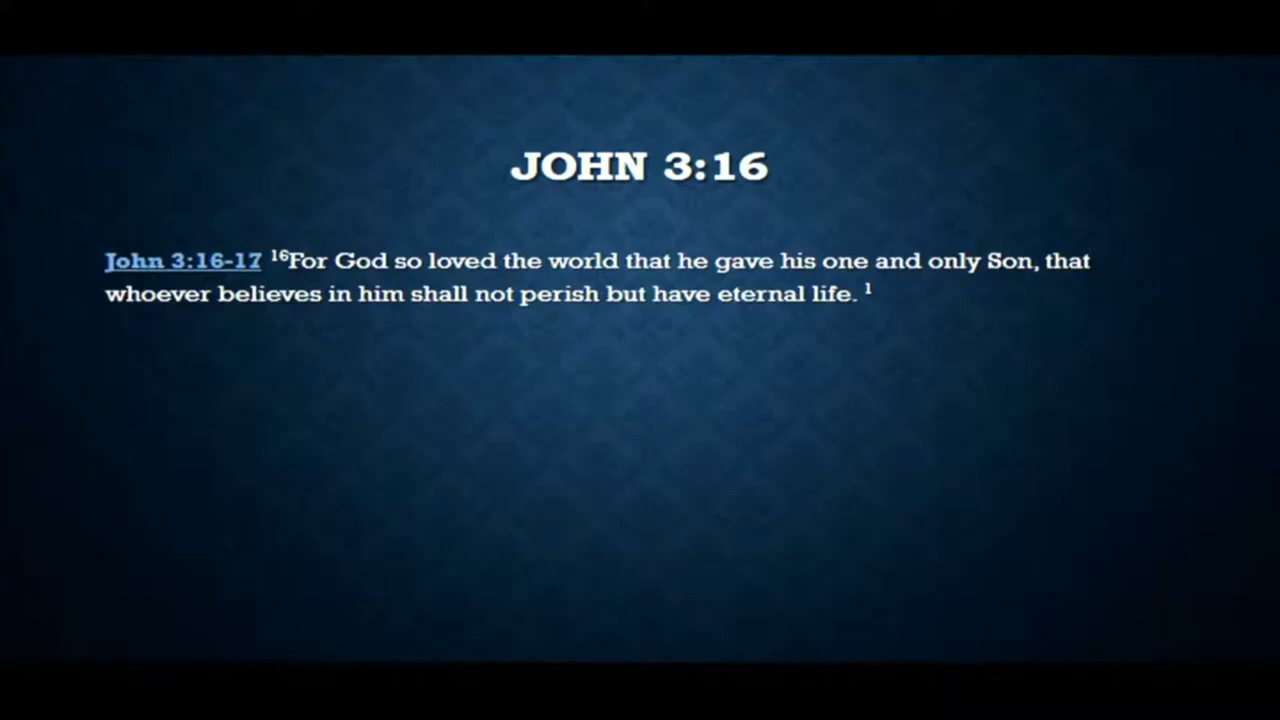 JOHN 3:16
John 3:16-17 ¹⁶For God so loved the world that he gave his one and only Son, that
whoever believes in him shall not perish but have eternal life. ¹